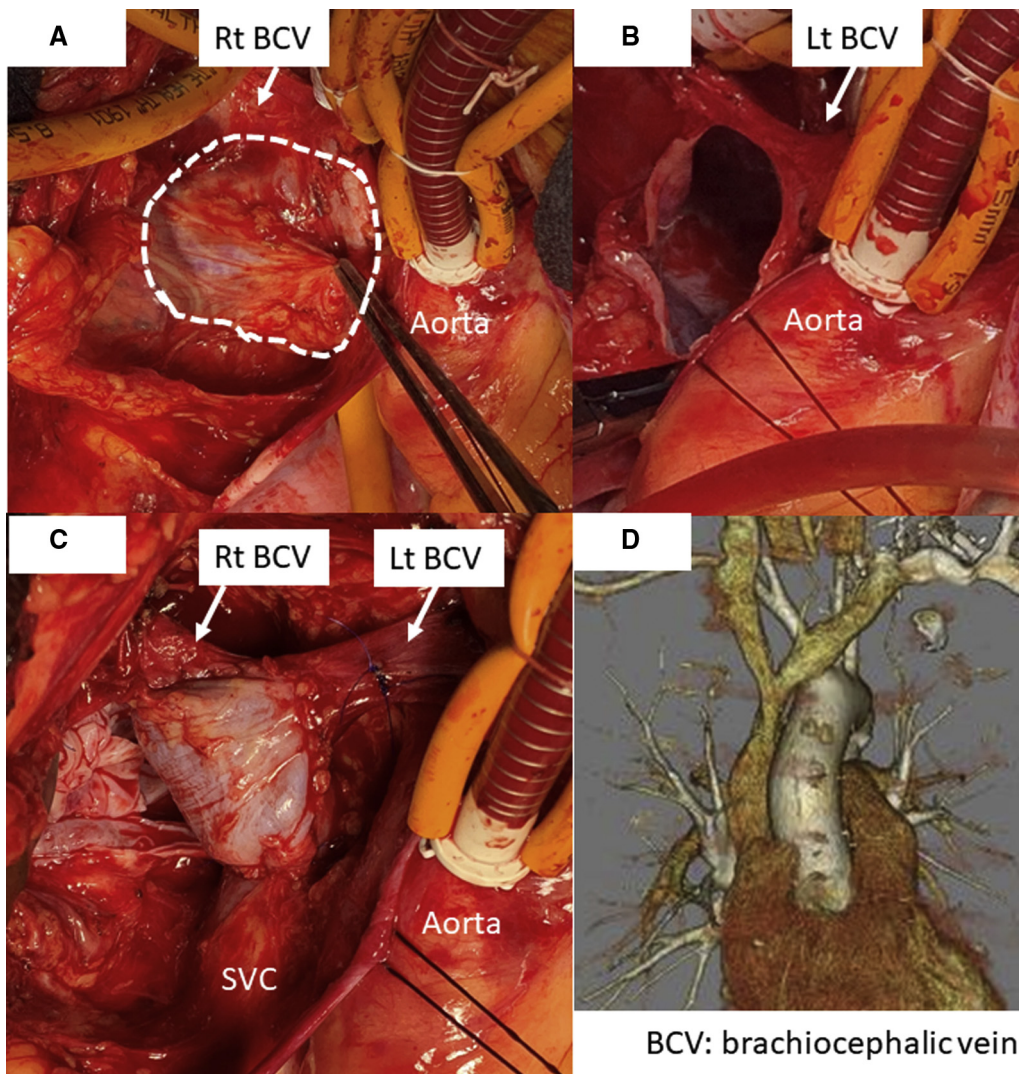 A
Rt BCV
Aorta
B
Lt BCV
Aorta
C
Rt BCV
Lt BCV
SVC
Aorta
D
BCV: brachiocephalic vein